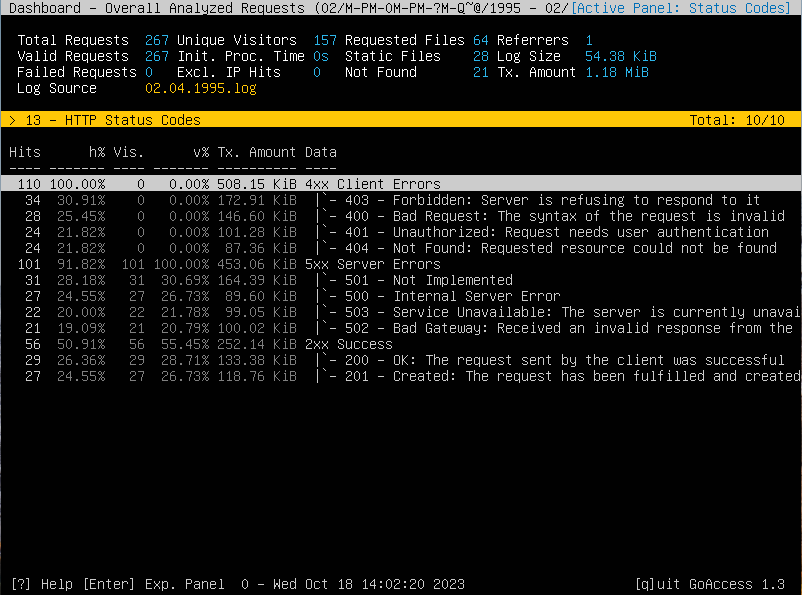 Dashboard - Overall Analyzed Requests (02/M-PM-0M-PM-?M-Q~@/1995 - 02/[Active Panel: Status Codes]
Total Requests 267 Unique Visitors 157 Requested Files 64 Referrers 1
Valid Requests 267 Init. Proc. Time 0s Static Files 28 Log Size 54.38 KiB
Failed Requests 0 Excl. IP Hits 0 Not Found 21 Tx. Amount 1.18 MiB
Log Source 02.04.1995.log
> 13 - HTTP Status Codes Total: 10/10
Hits h% Vis. v% Tx. Amount Data
---- ------- ---- ------- ---------- ----
110 100.00% 0 0.00% 508.15 KiB 4xx Client Errors
34 30.91% 0 0.00% 172.91 KiB |`- 403 - Forbidden: Server is refusing to respond to it
28 25.45% 0 0.00% 146.60 KiB |`- 400 - Bad Request: The syntax of the request is invalid
24 21.82% 0 0.00% 101.28 KiB |`- 401 - Unauthorized: Request needs user authentication
24 21.82% 0 0.00% 87.36 KiB |`- 404 - Not Found: Requested resource could not be found
101 91.82% 101 100.00% 453.06 KiB 5xx Server Errors
31 28.18% 31 30.69% 164.39 KiB |`- 501 - Not Implemented
27 24.55% 27 26.73% 89.60 KiB |`- 500 - Internal Server Error
22 20.00% 22 21.78% 99.05 KiB |`- 503 - Service Unavailable: The server is currently unavai
21 19.09% 21 20.79% 100.02 KiB |`- 502 - Bad Gateway: Received an invalid response from the
56 50.91% 56 55.45% 252.14 KiB 2xx Success
29 26.36% 29 28.71% 133.38 KiB |`- 200 - OK: The request sent by the client was successful
27 24.55% 27 26.73% 118.76 KiB |`- 201 - Created: The request has been fulfilled and created
[?] Help [Enter] Exp. Panel 0 - Wed Oct 18 14:02:20 2023 [q]uit GoAccess 1.3